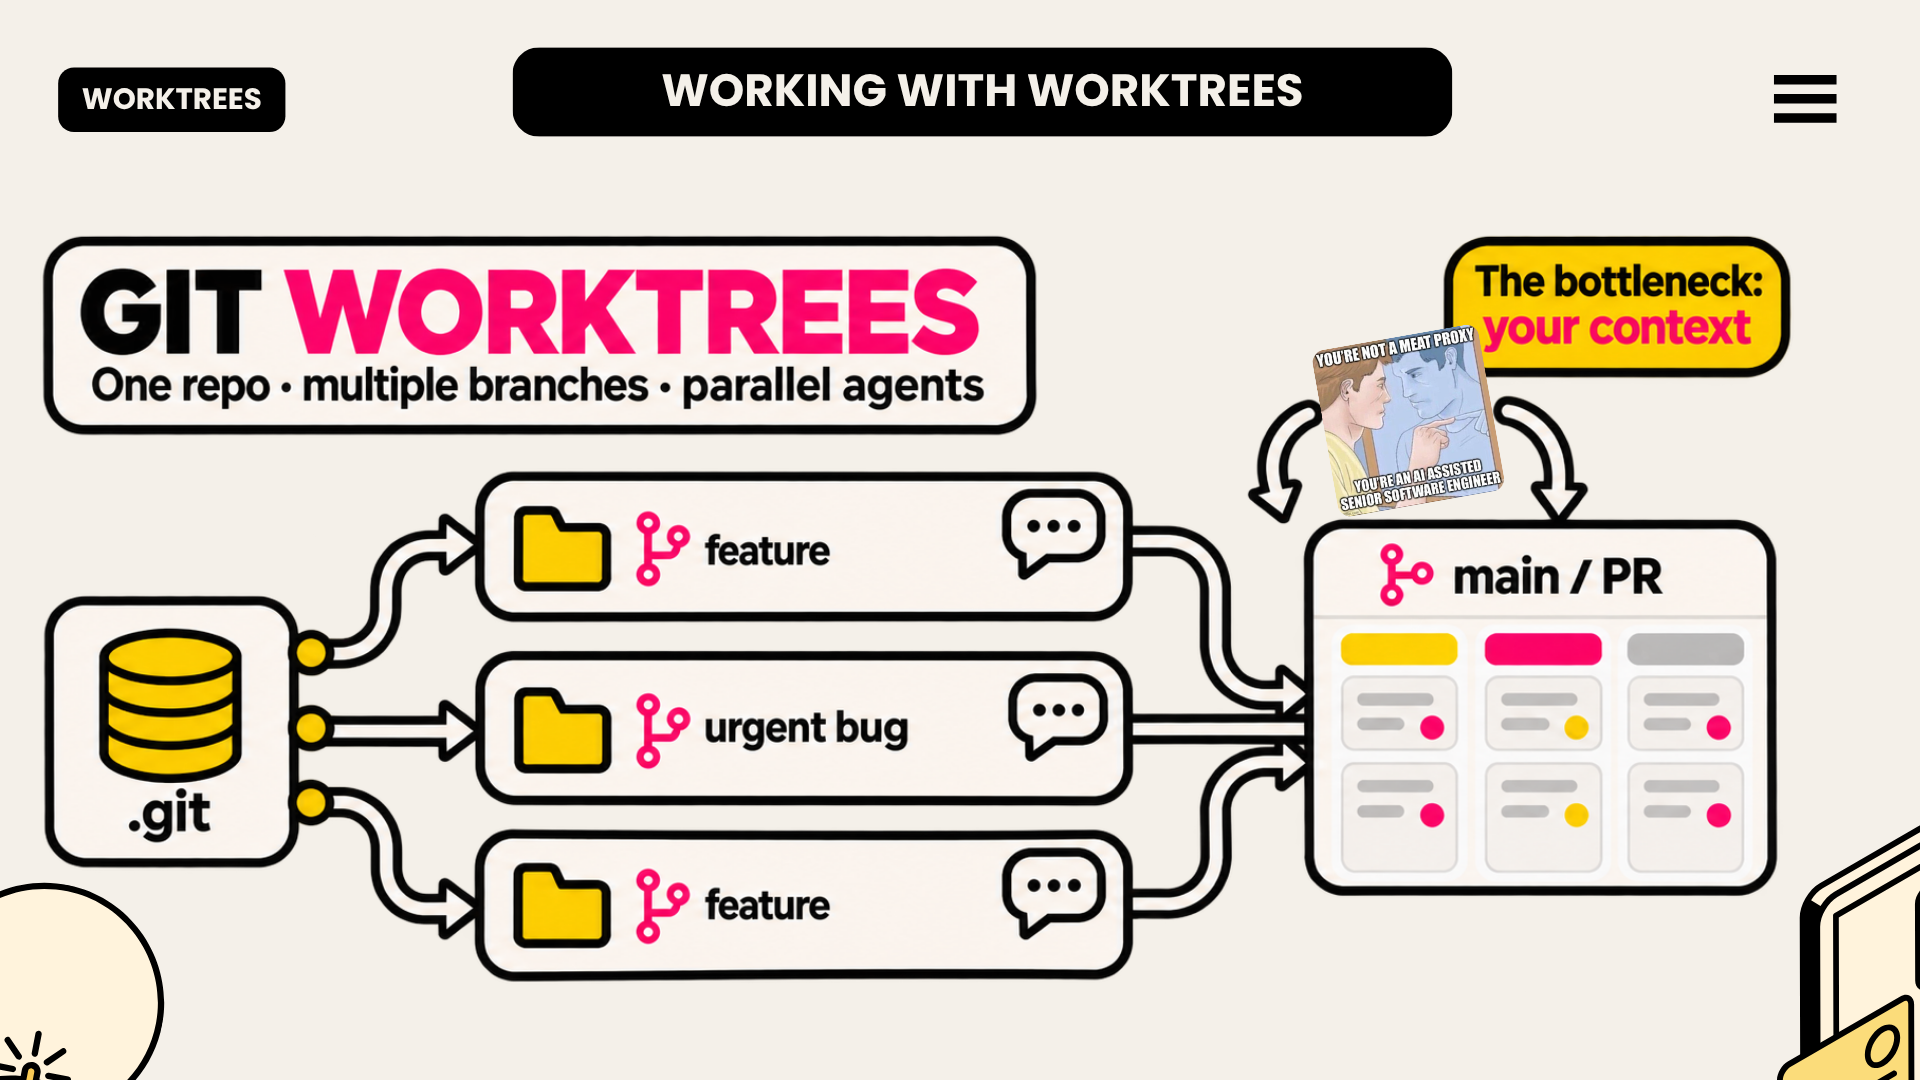 WORKTREES
WORKING WITH WORKTREES
GIT WORKTREES
One repo · multiple branches · parallel agents
The bottleneck:
your context
YOU'RE NOT A MEAT PROXY
YOU'RE AN AI ASSISTED
SENIOR SOFTWARE ENGINEER
feature
main / PR
urgent bug
.git
feature